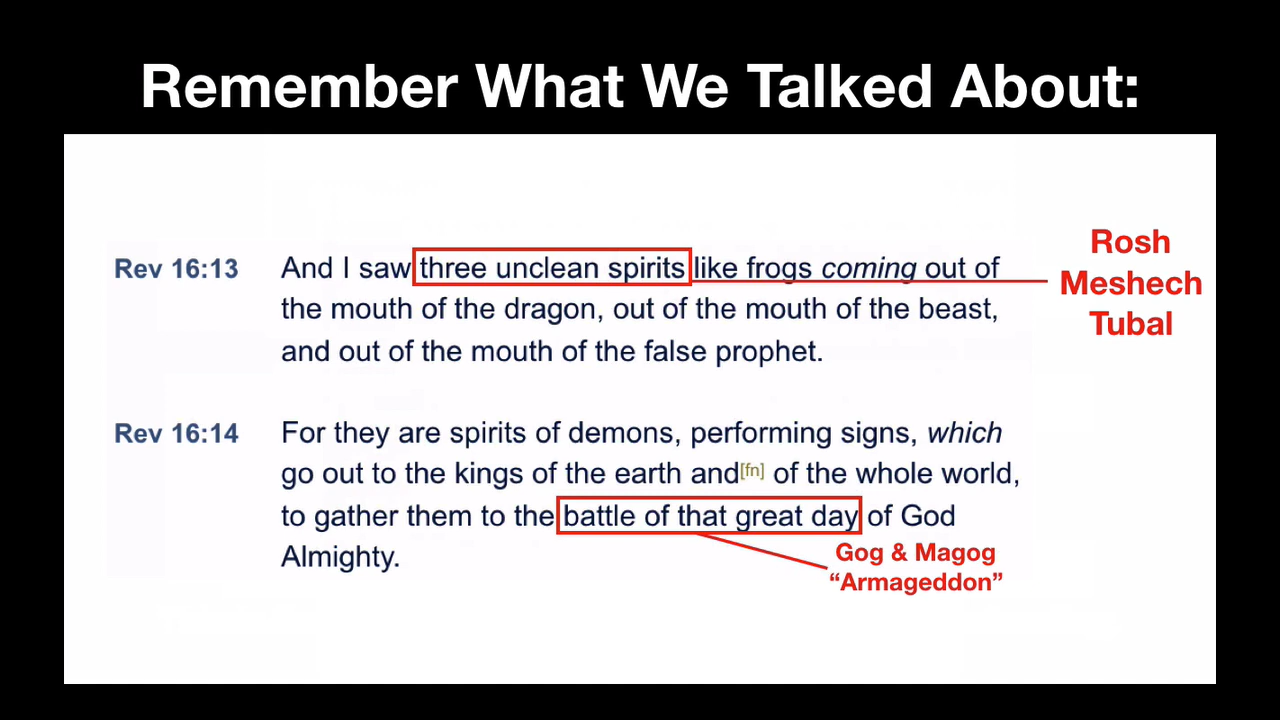 Remember What We Talked About:
Rev 16:13 And I saw three unclean spirits like frogs coming out of
the mouth of the dragon, out of the mouth of the beast,
and out of the mouth of the false prophet.
Rosh
Meshech
Tubal
Rev 16:14 For they are spirits of demons, performing signs, which
go out to the kings of the earth and[fn] of the whole world,
to gather them to the battle of that great day of God
Almighty.
Gog & Magog
“Armageddon”